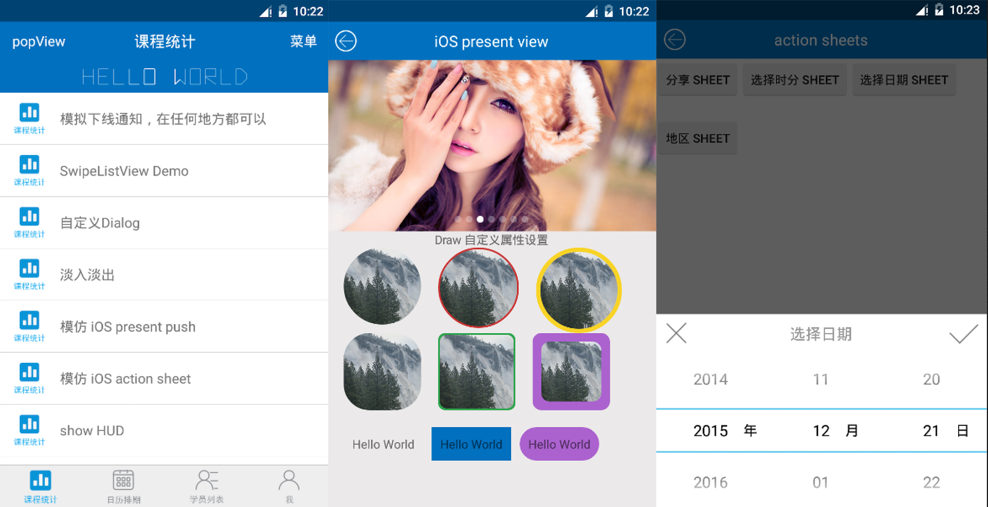 10:22
popView 课程统计 菜单
HELLO WORLD
课程统计
模拟下线通知，在任何地方都可以
课程统计
SwipeListView Demo
课程统计
自定义Dialog
课程统计
淡入淡出
课程统计
模仿 iOS present push
课程统计
模仿 iOS action sheet
课程统计
show HUD
课程统计 日历排期 学员列表 我
10:22
iOS present view
Draw 自定义属性设置
Hello World Hello World Hello World
10:23
action sheets
分享 SHEET 选择时分 SHEET 选择日期 SHEET
地区 SHEET
选择日期
2014 11 20
2015 年 12 月 21 日
2016 01 22